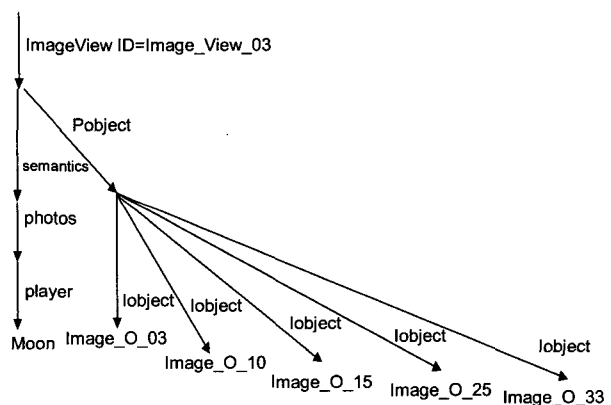 ImageView ID=Image_View_03
Pobject
semantics
photos
player
Iobject
Iobject
Iobject
Iobject
Iobject
Moon
Image_O_03
Image_O_10
Image_O_15
Image_O_25
Image_O_33